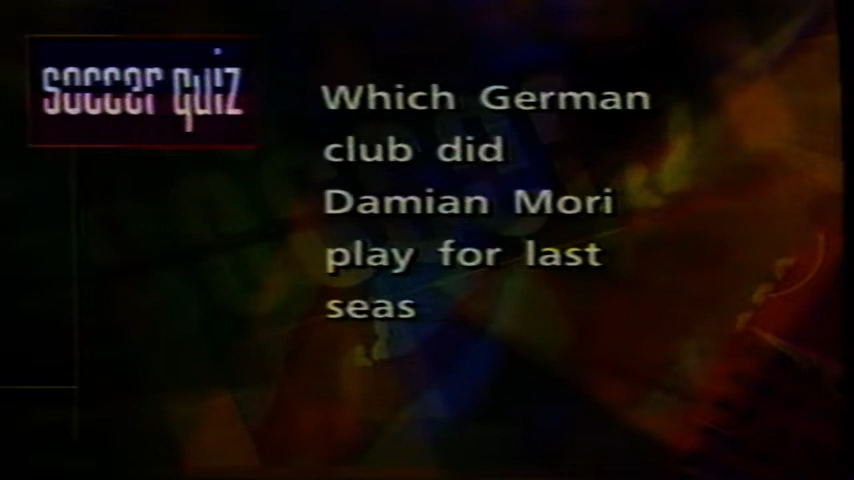 soccer quiz
Which German
club did
Damian Mori
play for last
seas